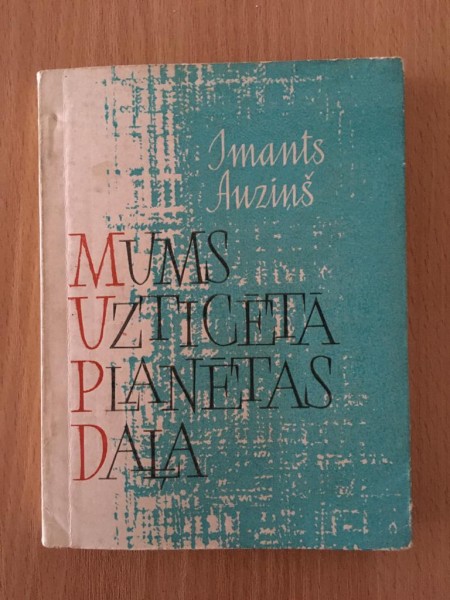 Imants
Auziņš
MUMS
UZTICĒTĀ
PLANĒTAS
DAĻA